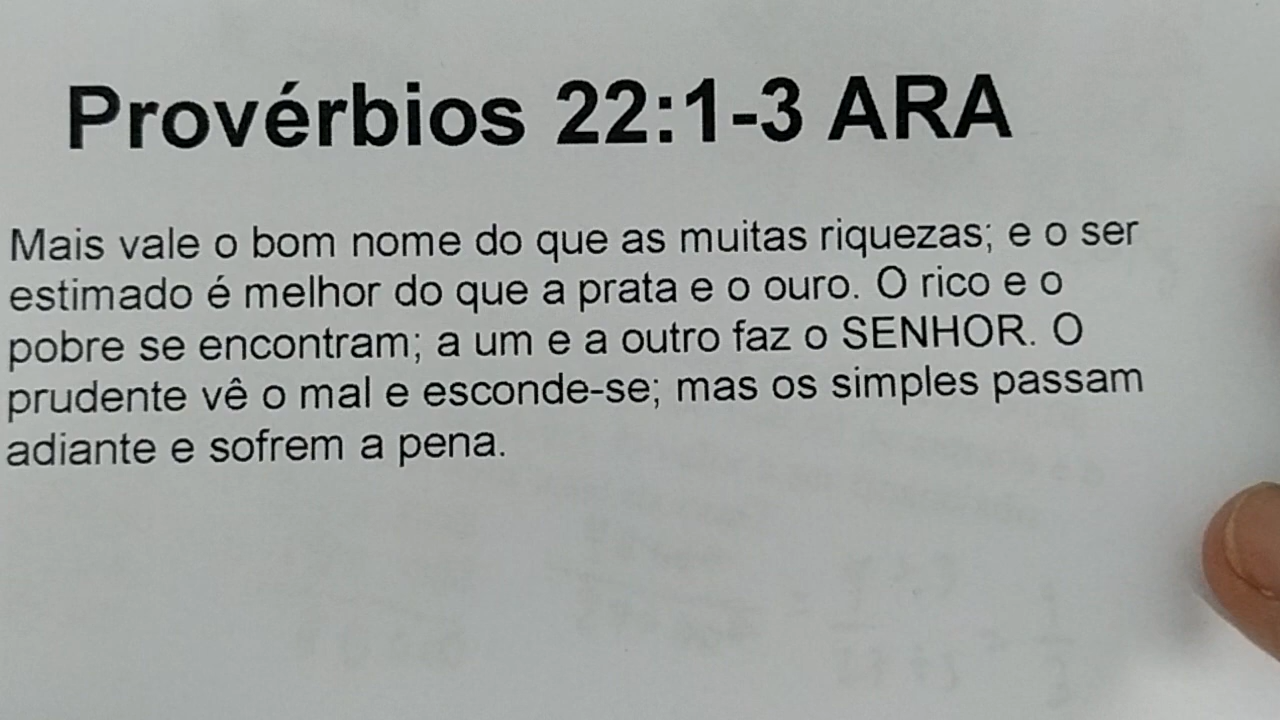 Provérbios 22:1-3 ARA
Mais vale o bom nome do que as muitas riquezas; e o ser
estimado é melhor do que a prata e o ouro. O rico e o
pobre se encontram; a um e a outro faz o SENHOR. O
prudente vê o mal e esconde-se; mas os simples passam
adiante e sofrem a pena.